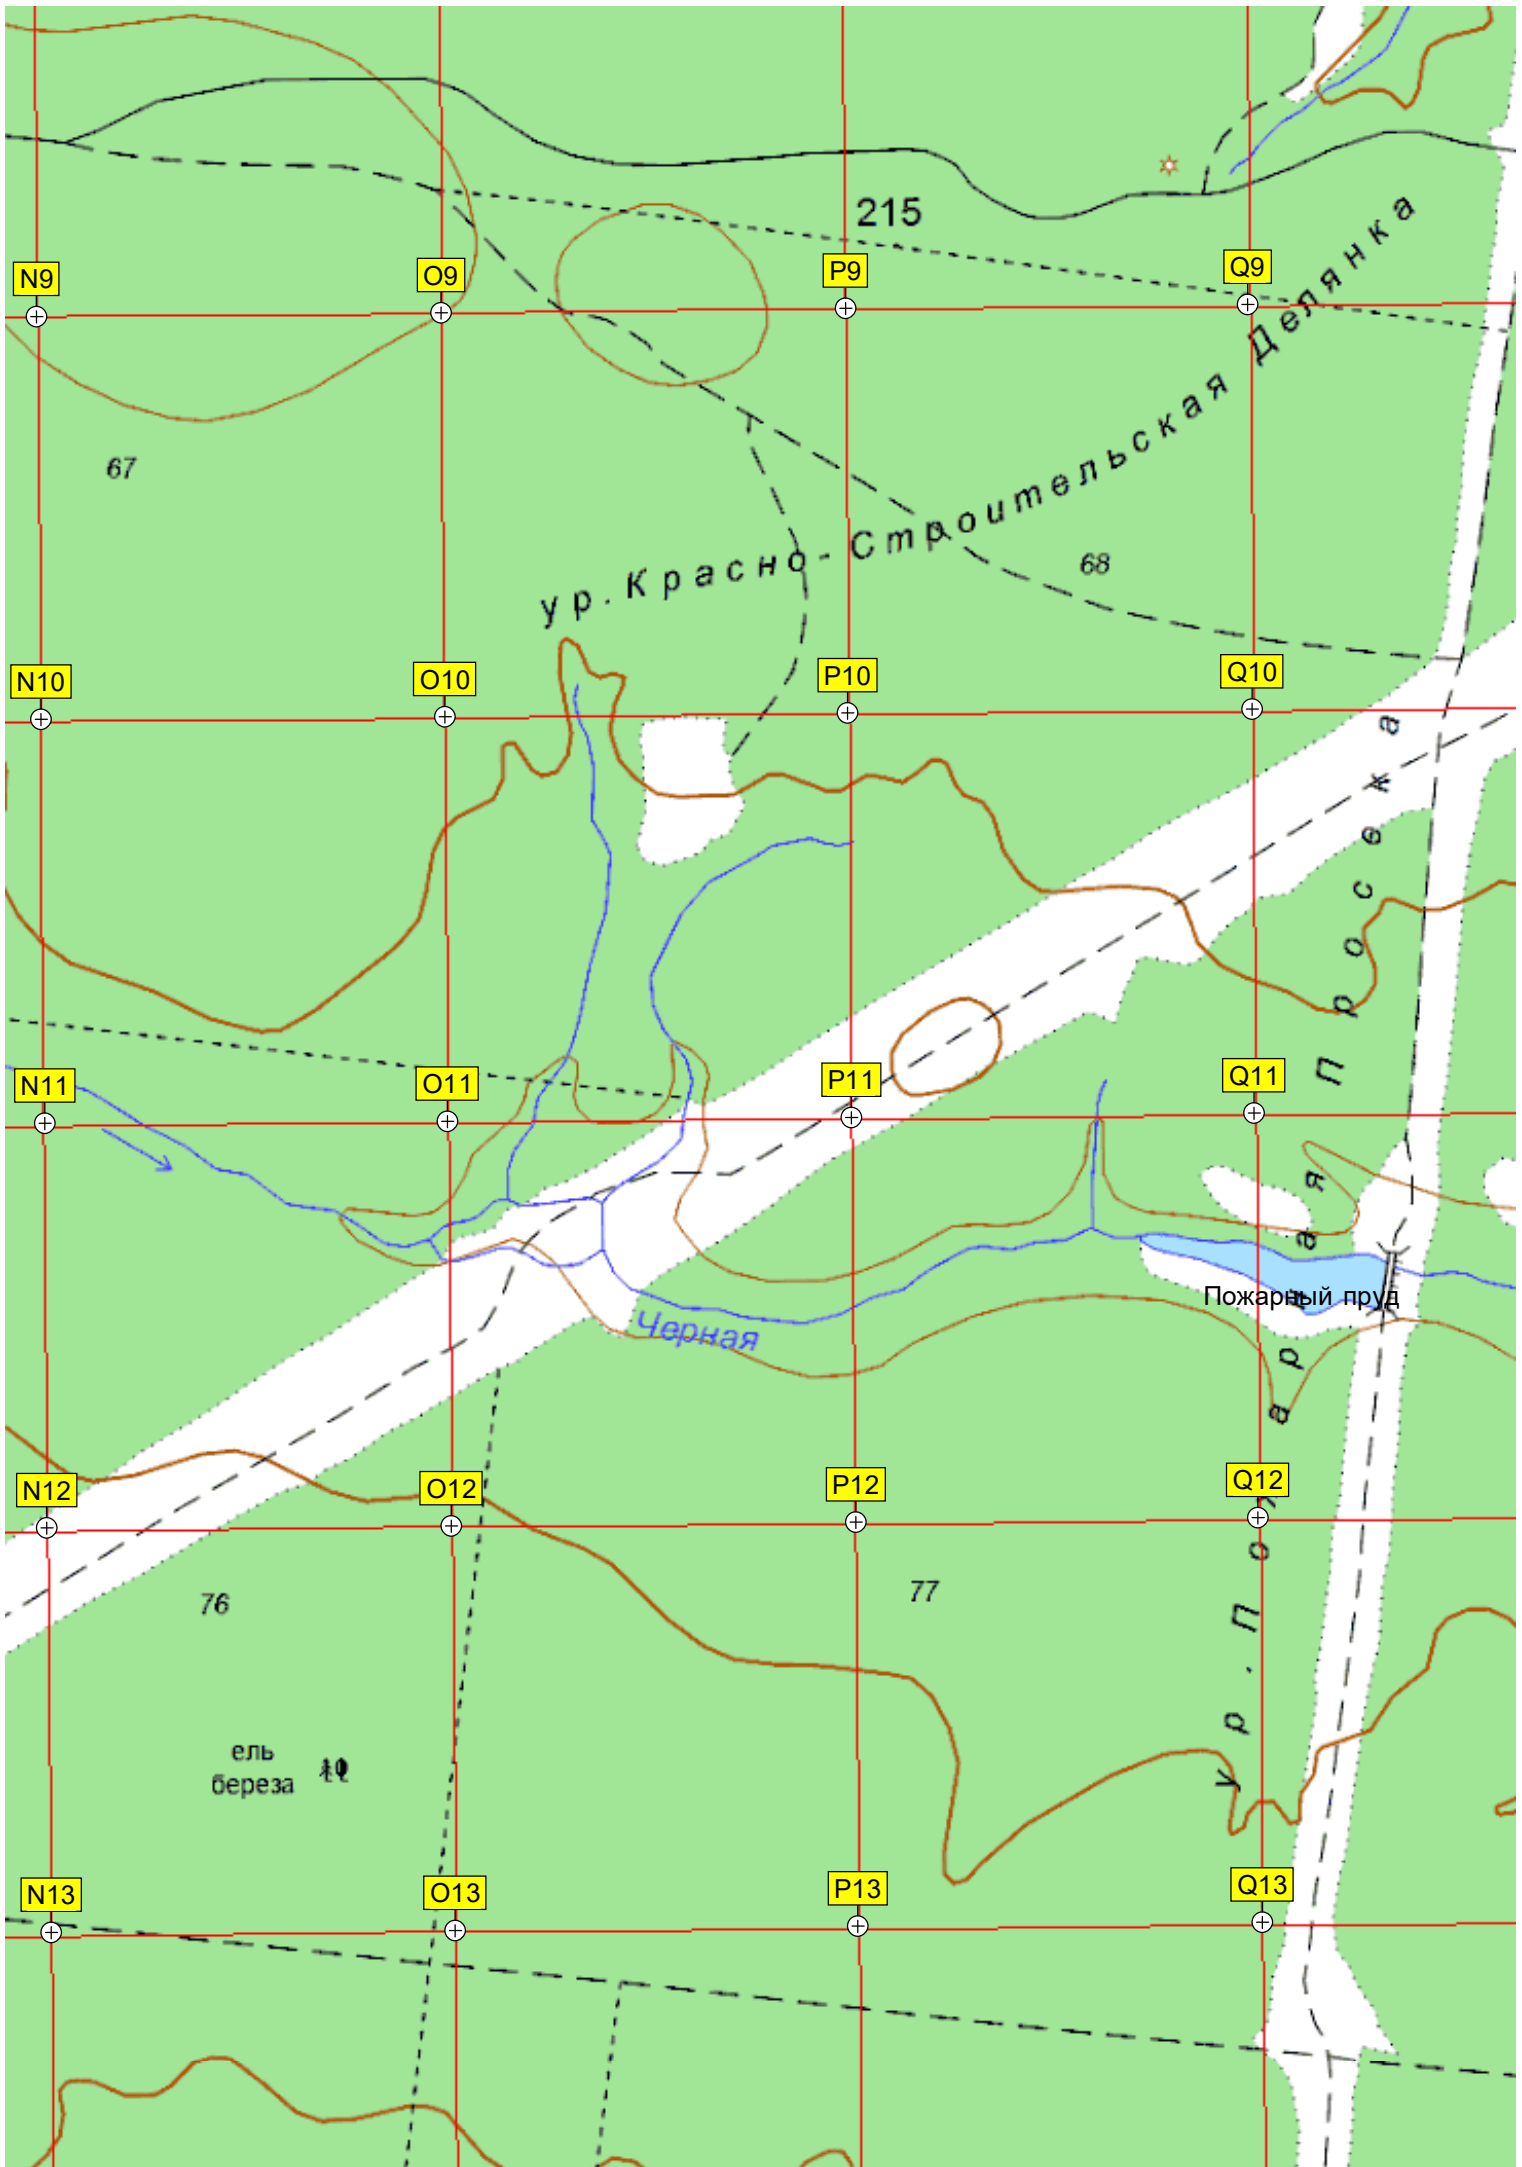 215
N9
O9
P9
Q9
67
ур. Красно-Строительская Делянка
68
N10
O10
P10
Q10
N11
O11
P11
Q11
Пожарный пруд
Черная
ур. Пожарная Просека
N12
O12
P12
Q12
76
77
ель
береза
N13
O13
P13
Q13